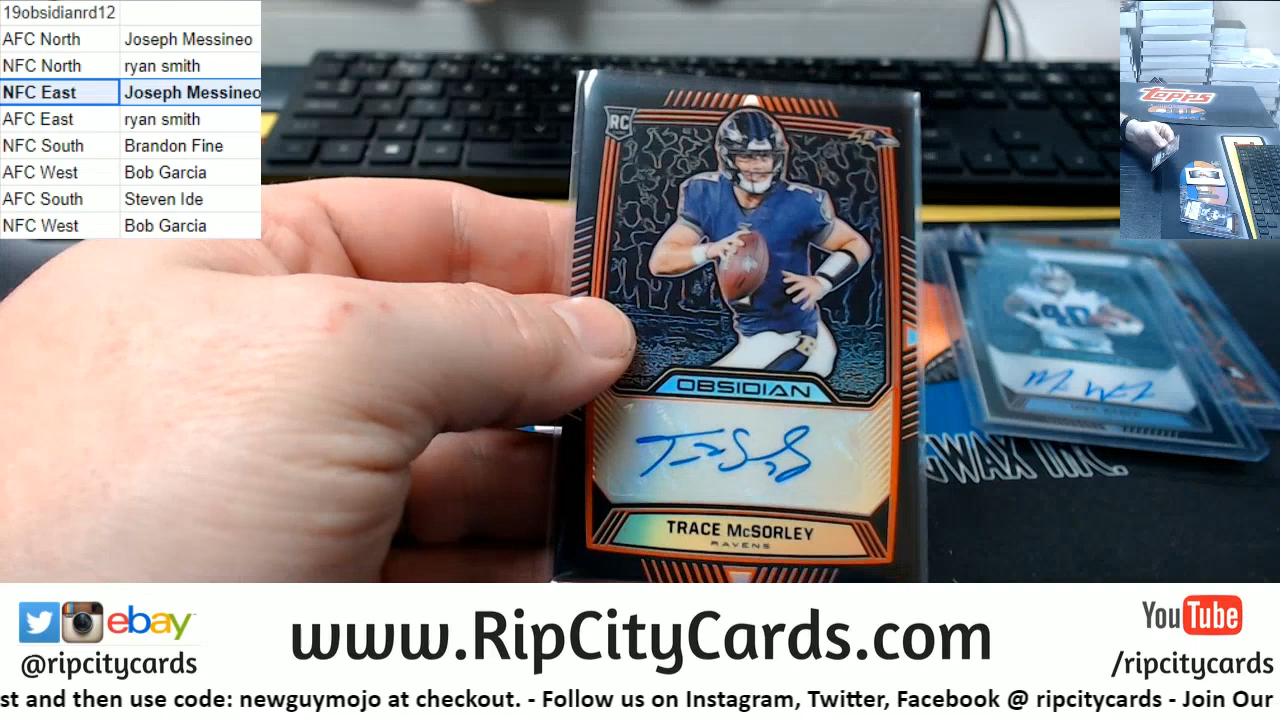 19obsidianrd12
AFC North Joseph Messineo
NFC North ryan smith
NFC East Joseph Messineo
AFC East ryan smith
NFC South Brandon Fine
AFC West Bob Garcia
AFC South Steven Ide
NFC West Bob Garcia
TOPPS
RC
OBSIDIAN
TRACE McSORLEY
RAVENS
40
WAX INC.
ebay
@ripcitycards
www.RipCityCards.com
YouTube
/ripcitycards
st and then use code: newguymojo at checkout. - Follow us on Instagram, Twitter, Facebook @ ripcitycards - Join Our